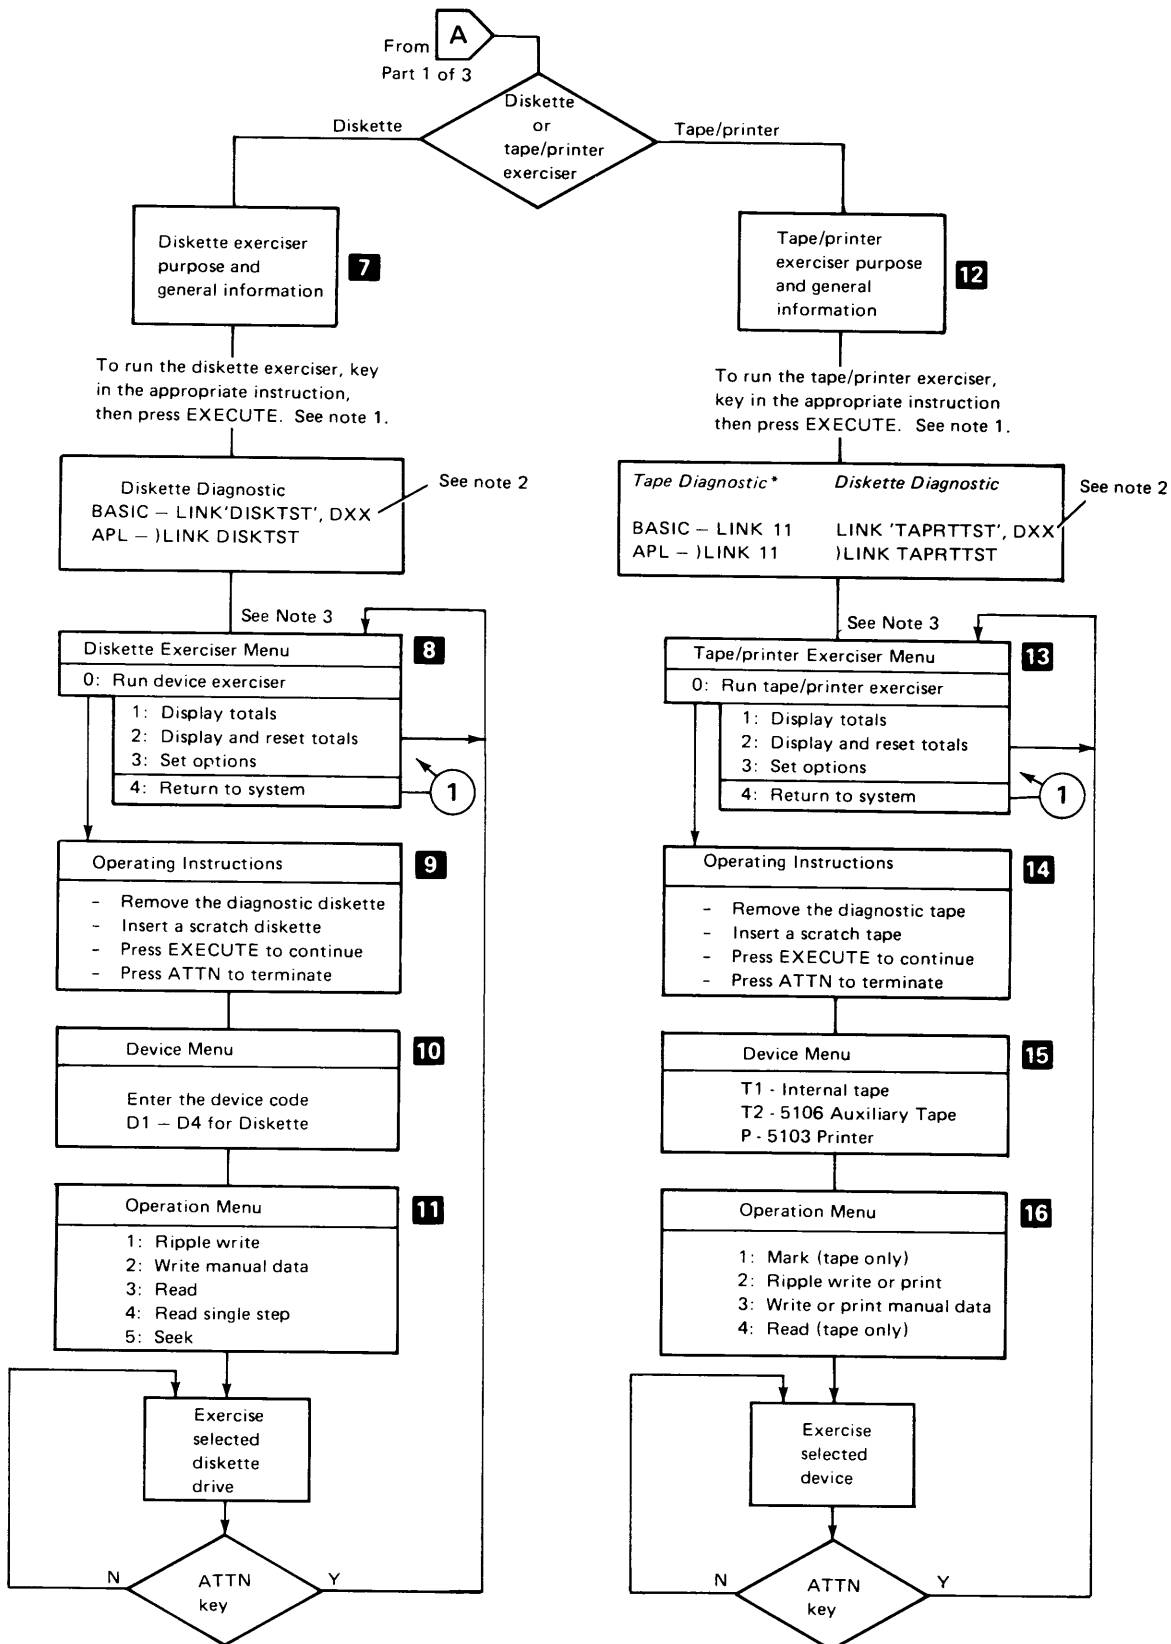 From A
Part 1 of 3
Diskette
or
tape/printer
exerciser
Diskette
Tape/printer
Diskette exerciser
purpose and
general information
7
To run the diskette exerciser, key
in the appropriate instruction,
then press EXECUTE. See note 1.
Diskette Diagnostic
BASIC – LINK'DISKTST', DXX
APL – )LINK DISKTST
See note 2
See Note 3
Diskette Exerciser Menu
8
0: Run device exerciser
1: Display totals
2: Display and reset totals
3: Set options
4: Return to system
1
Operating Instructions
9
- Remove the diagnostic diskette
- Insert a scratch diskette
- Press EXECUTE to continue
- Press ATTN to terminate
Device Menu
10
Enter the device code
D1 – D4 for Diskette
Operation Menu
11
1: Ripple write
2: Write manual data
3: Read
4: Read single step
5: Seek
Exercise
selected
diskette
drive
N
ATTN
key
Y
Tape/printer
exerciser purpose
and general
information
12
To run the tape/printer exerciser,
key in the appropriate instruction
then press EXECUTE. See note 1.
Tape Diagnostic* Diskette Diagnostic
BASIC – LINK 11 LINK 'TAPRTTST', DXX
APL – )LINK 11 )LINK TAPRTTST
See note 2
See Note 3
Tape/printer Exerciser Menu
13
0: Run tape/printer exerciser
1: Display totals
2: Display and reset totals
3: Set options
4: Return to system
1
Operating Instructions
14
- Remove the diagnostic tape
- Insert a scratch tape
- Press EXECUTE to continue
- Press ATTN to terminate
Device Menu
15
T1 - Internal tape
T2 - 5106 Auxiliary Tape
P - 5103 Printer
Operation Menu
16
1: Mark (tape only)
2: Ripple write or print
3: Write or print manual data
4: Read (tape only)
Exercise
selected
device
N
ATTN
key
Y